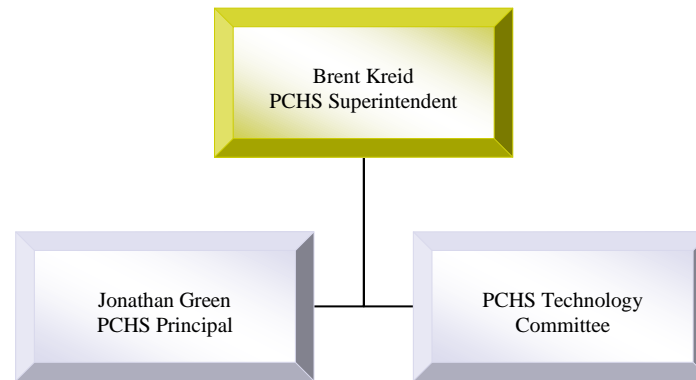 Brent Kreid
PCHS Superintendent
Jonathan Green
PCHS Principal
PCHS Technology
Committee